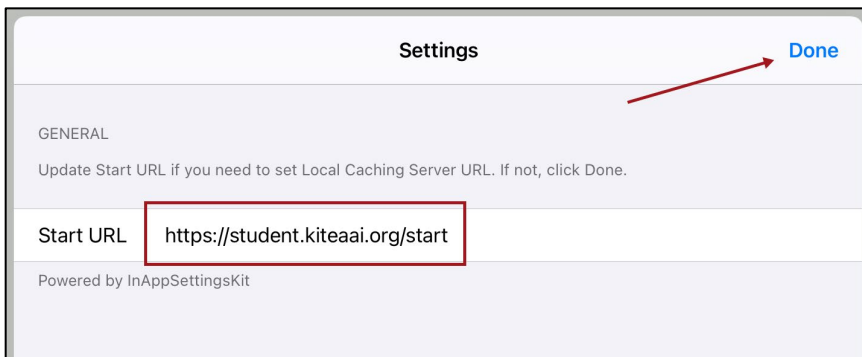 Settings
Done
GENERAL
Update Start URL if you need to set Local Caching Server URL. If not, click Done.
Start URL https://student.kiteaai.org/start
Powered by InAppSettingsKit